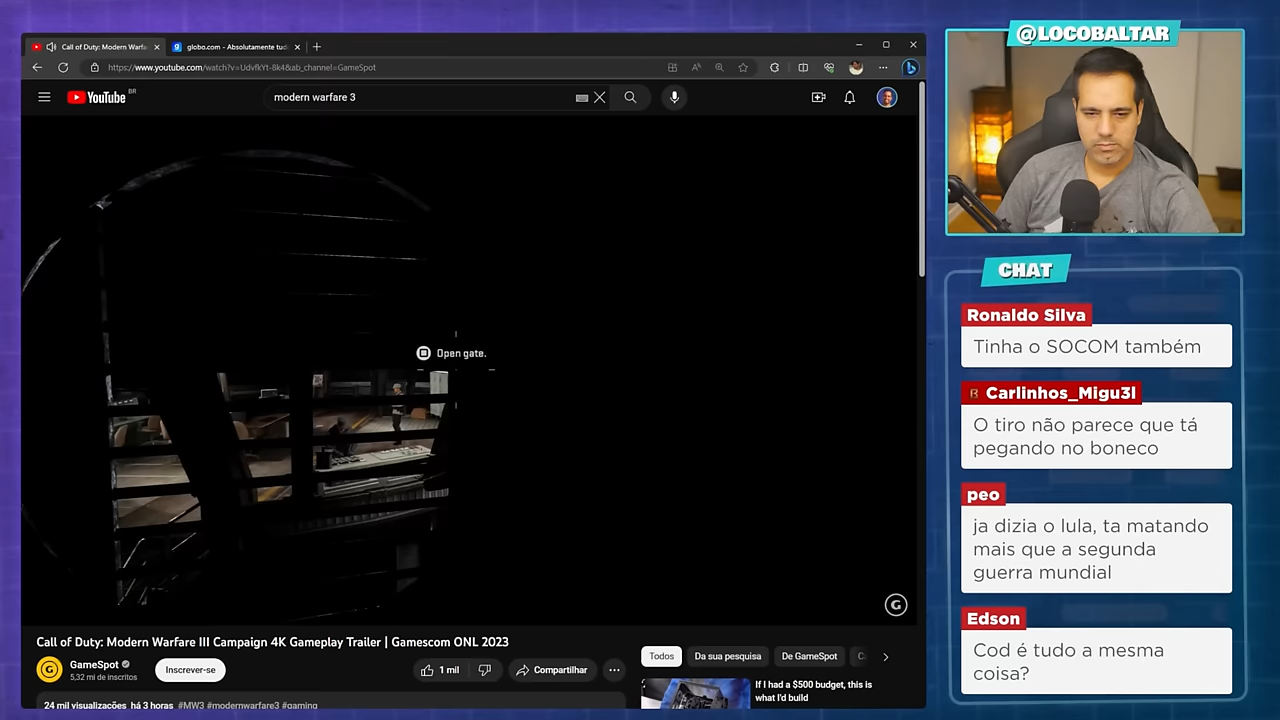 Call of Duty: Modern Warfa
globo.com - Absolutamente tud
https://www.youtube.com/watch?v=UdvfkYt-8k4&ab_channel=GameSpot
YouTube BR
modern warfare 3
Open gate.
G
Call of Duty: Modern Warfare III Campaign 4K Gameplay Trailer | Gamescom ONL 2023
GameSpot
5,32 mi de inscritos
Inscrever-se
1 mil
Compartilhar
24 mil visualizações há 3 horas #MW3 #modernwarfare3 #gaming
Todos
Da sua pesquisa
De GameSpot
If I had a $500 budget, this is
what I'd build
@LOCOBALTAR
CHAT
Ronaldo Silva
Tinha o SOCOM também
Carlinhos_Migu3l
O tiro não parece que tá
pegando no boneco
peo
ja dizia o lula, ta matando
mais que a segunda
guerra mundial
Edson
Cod é tudo a mesma
coisa?